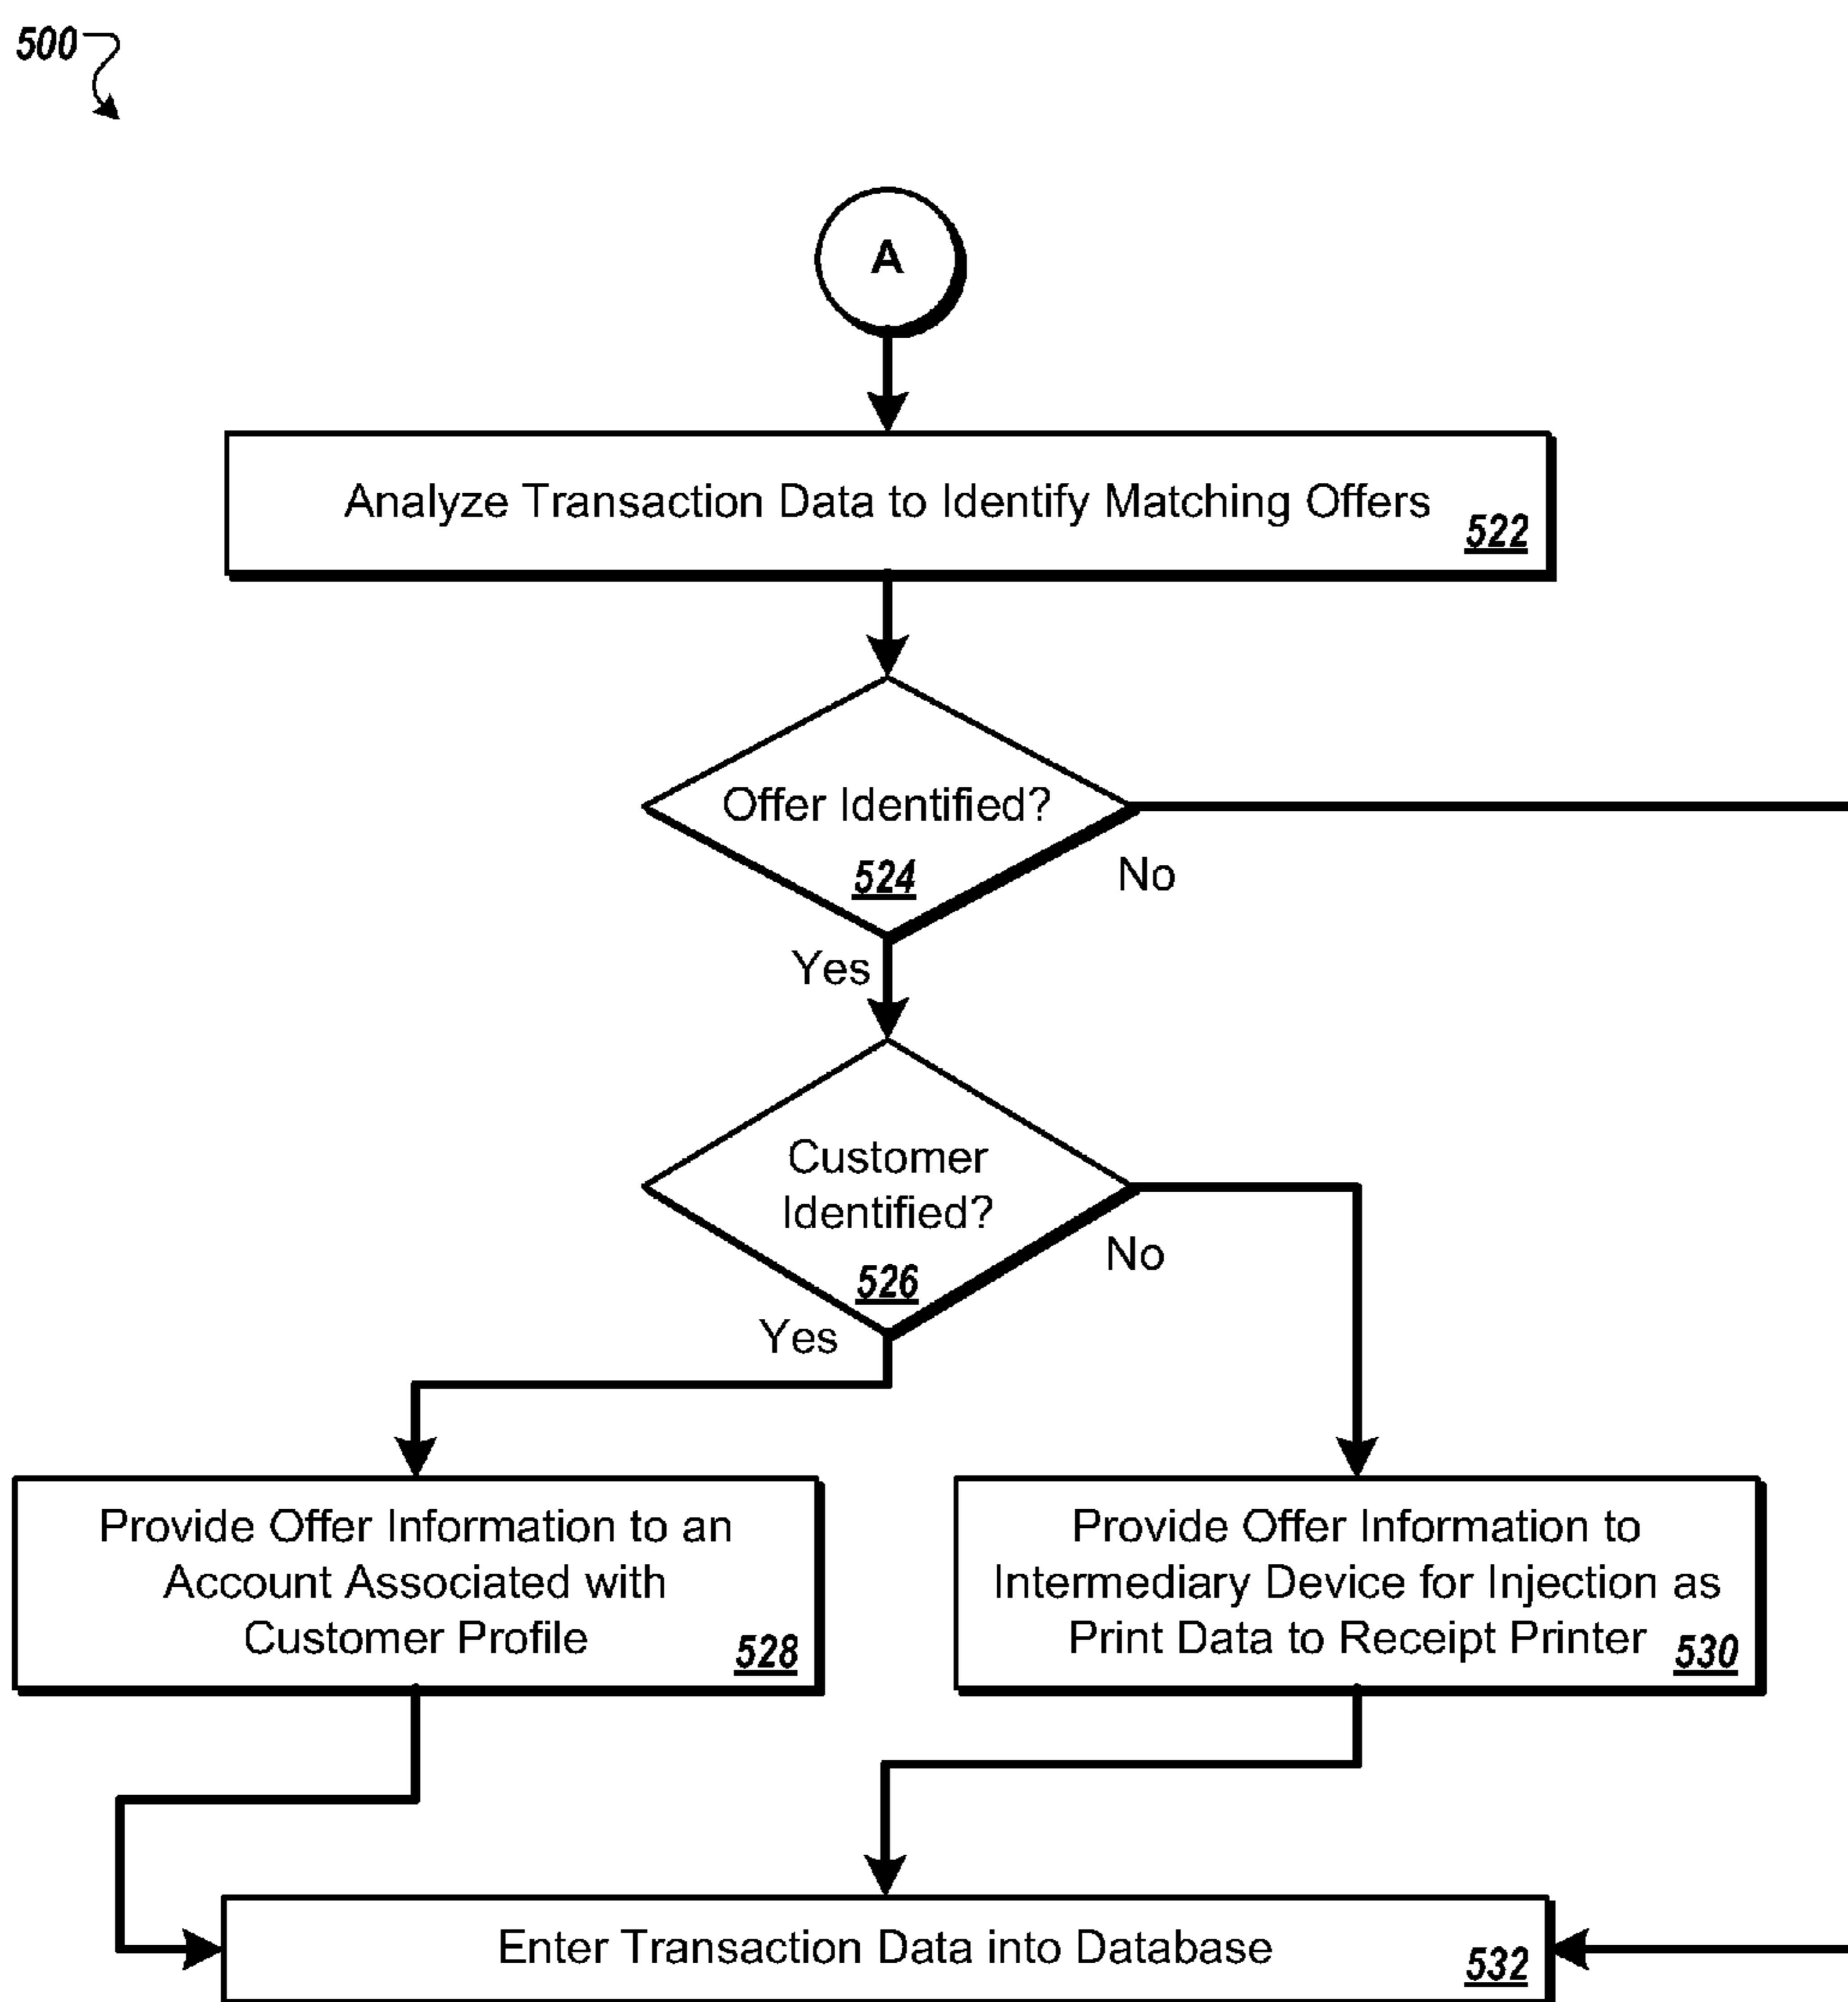 500
A
Analyze Transaction Data to Identify Matching Offers
522
Offer Identified?
524
No
Yes
Customer
Identified?
526
No
Yes
Provide Offer Information to an
Account Associated with
Customer Profile
528
Provide Offer Information to
Intermediary Device for Injection as
Print Data to Receipt Printer
530
Enter Transaction Data into Database
532